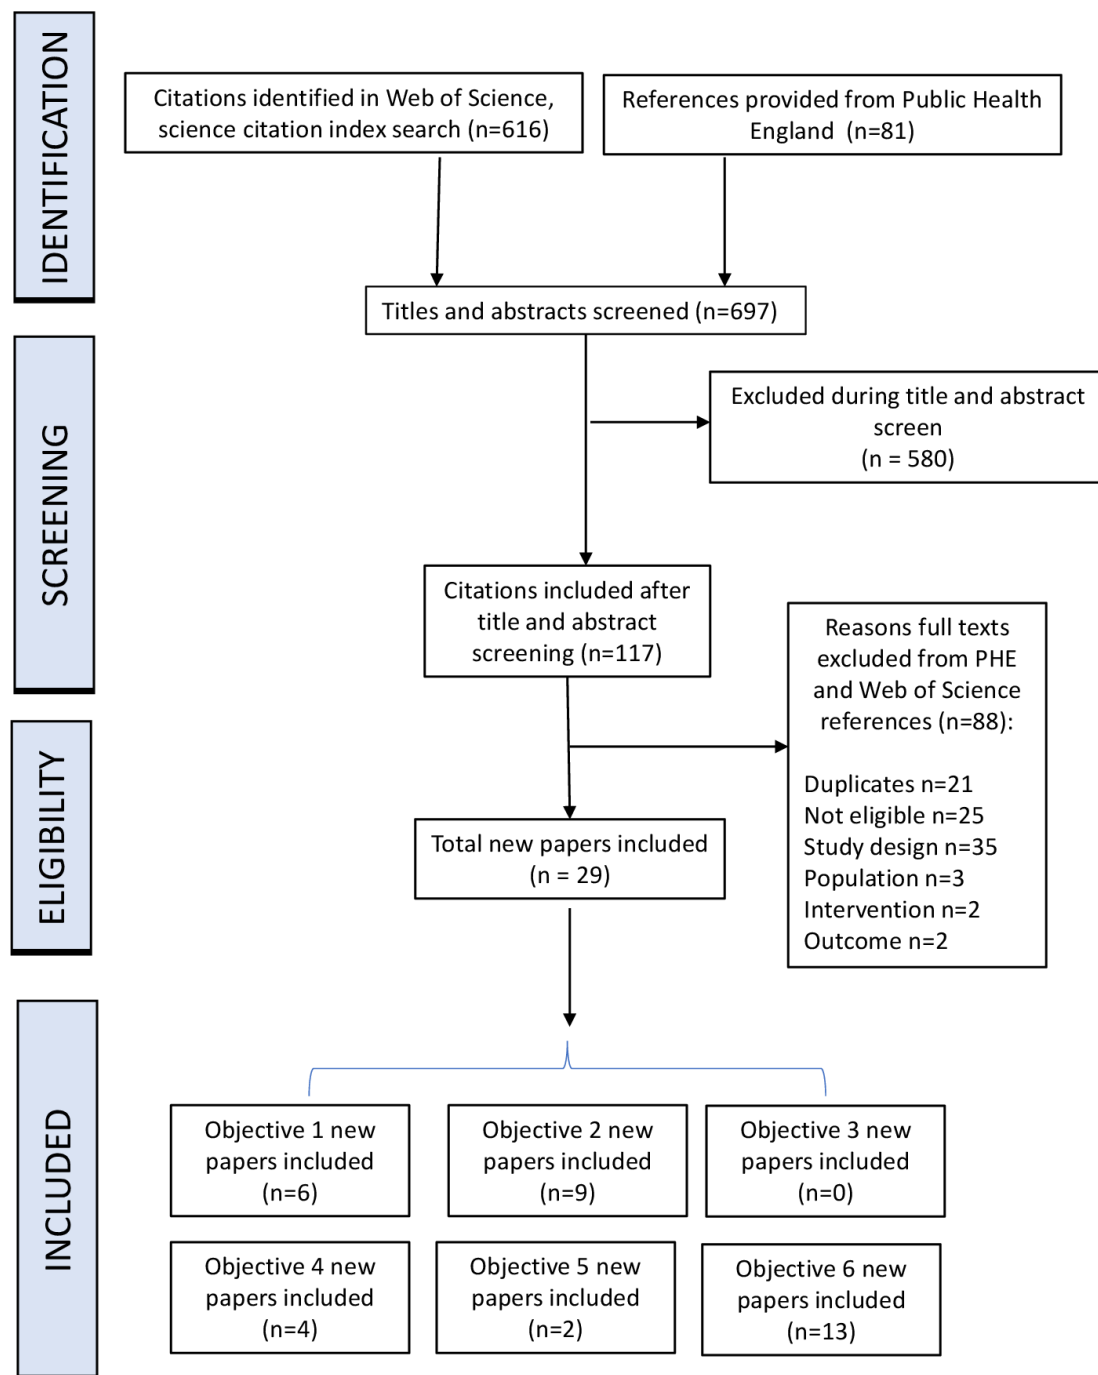 IDENTIFICATION
Citations identified in Web of Science,
science citation index search (n=616)
References provided from Public Health
England (n=81)
Titles and abstracts screened (n=697)
SCREENING
Excluded during title and abstract
screen
(n = 580)
Citations included after
title and abstract
screening (n=117)
Reasons full texts
excluded from PHE
and Web of Science
references (n=88):
Duplicates n=21
Not eligible n=25
Study design n=35
Population n=3
Intervention n=2
Outcome n=2
ELIGIBILITY
Total new papers included
(n = 29)
INCLUDED
Objective 1 new
papers included
(n=6)
Objective 2 new
papers included
(n=9)
Objective 3 new
papers included
(n=0)
Objective 4 new
papers included
(n=4)
Objective 5 new
papers included
(n=2)
Objective 6 new
papers included
(n=13)